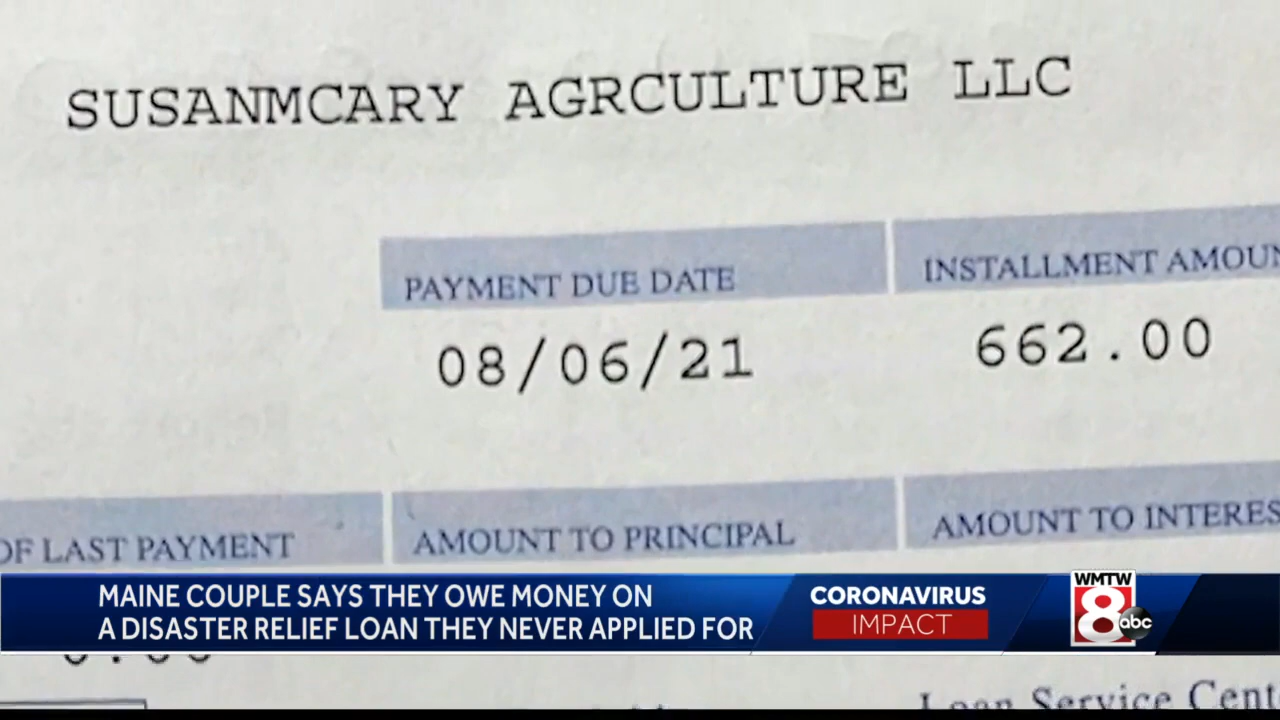 SUSANMCARY AGRCULTURE LLC
PAYMENT DUE DATE
INSTALLMENT AMOUN
08/06/21
662.00
OF LAST PAYMENT
AMOUNT TO PRINCIPAL
AMOUNT TO INTERES
MAINE COUPLE SAYS THEY OWE MONEY ON
A DISASTER RELIEF LOAN THEY NEVER APPLIED FOR
CORONAVIRUS
IMPACT
WMTW
8
abc
Loan Service Cent